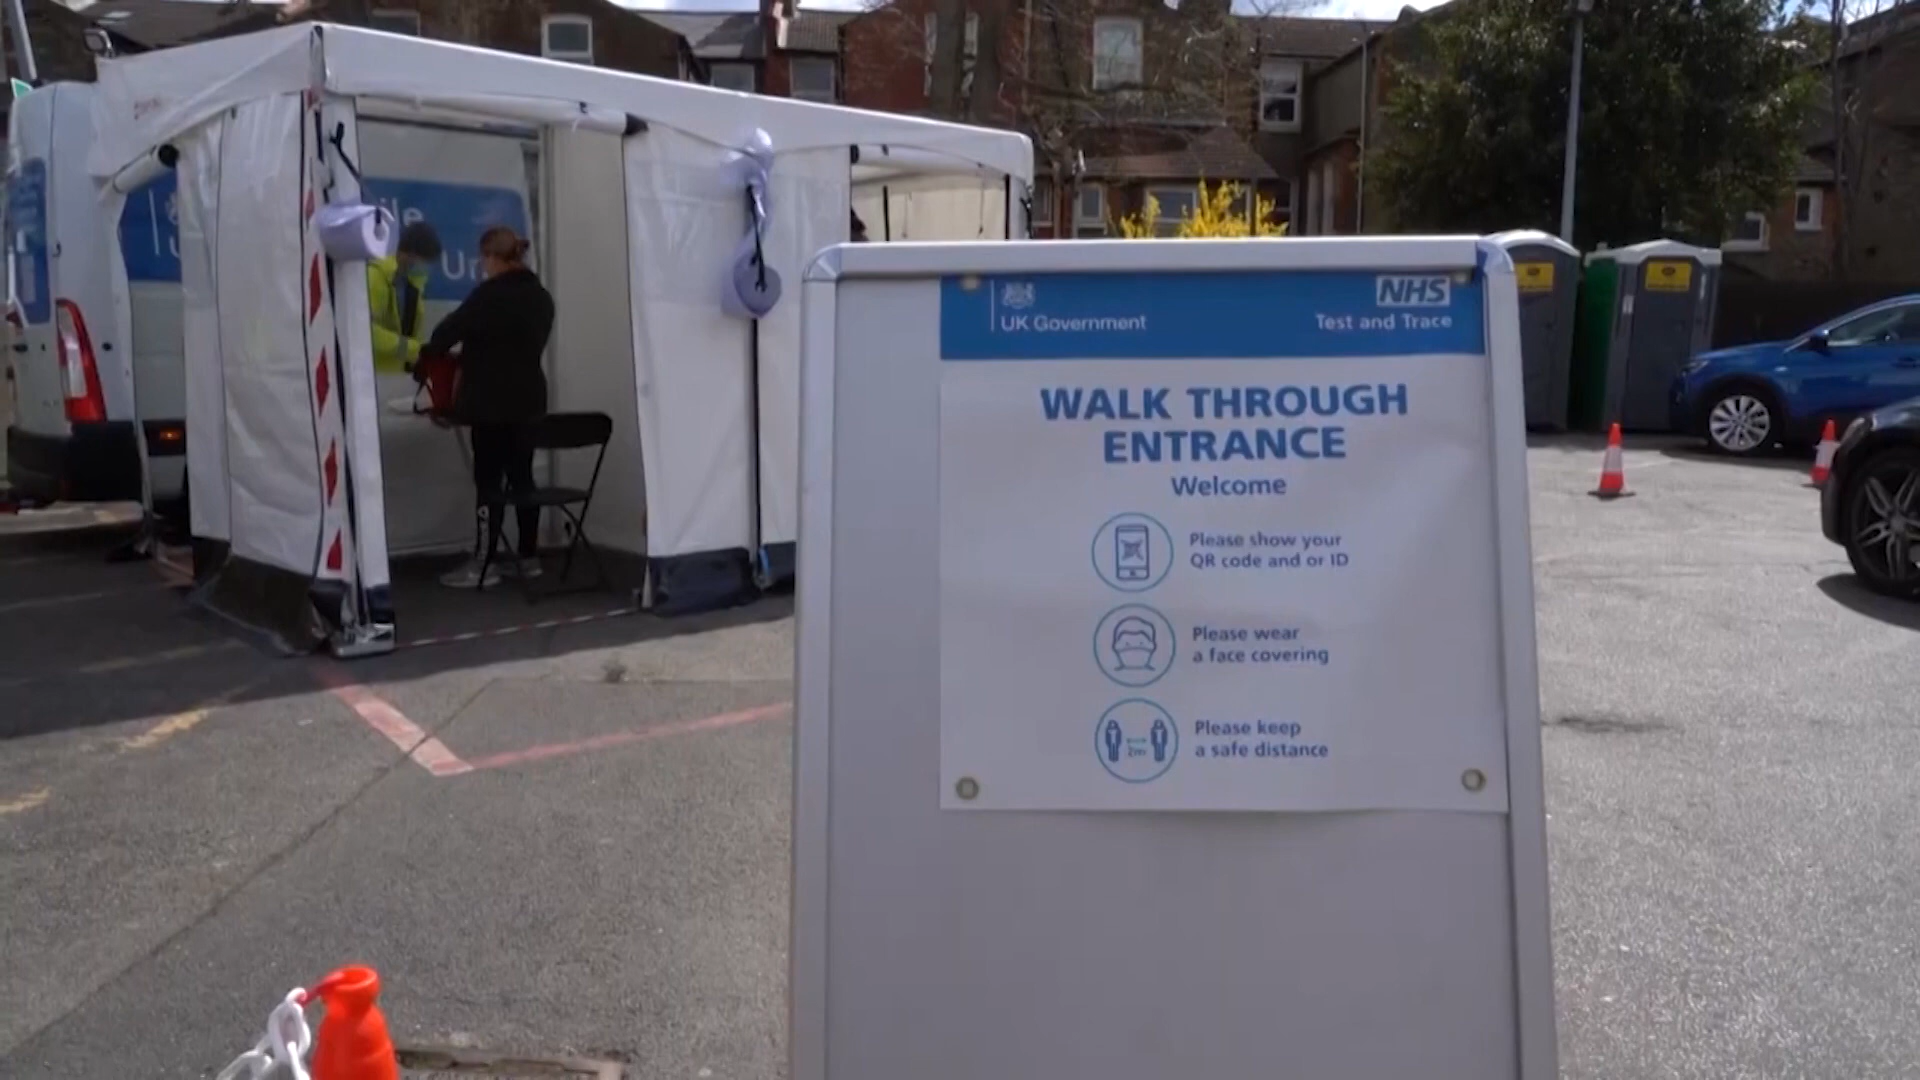 UK Government
NHS
Test and Trace
WALK THROUGH
ENTRANCE
Welcome
Please show your
QR code and or ID
Please wear
a face covering
2m
Please keep
a safe distance